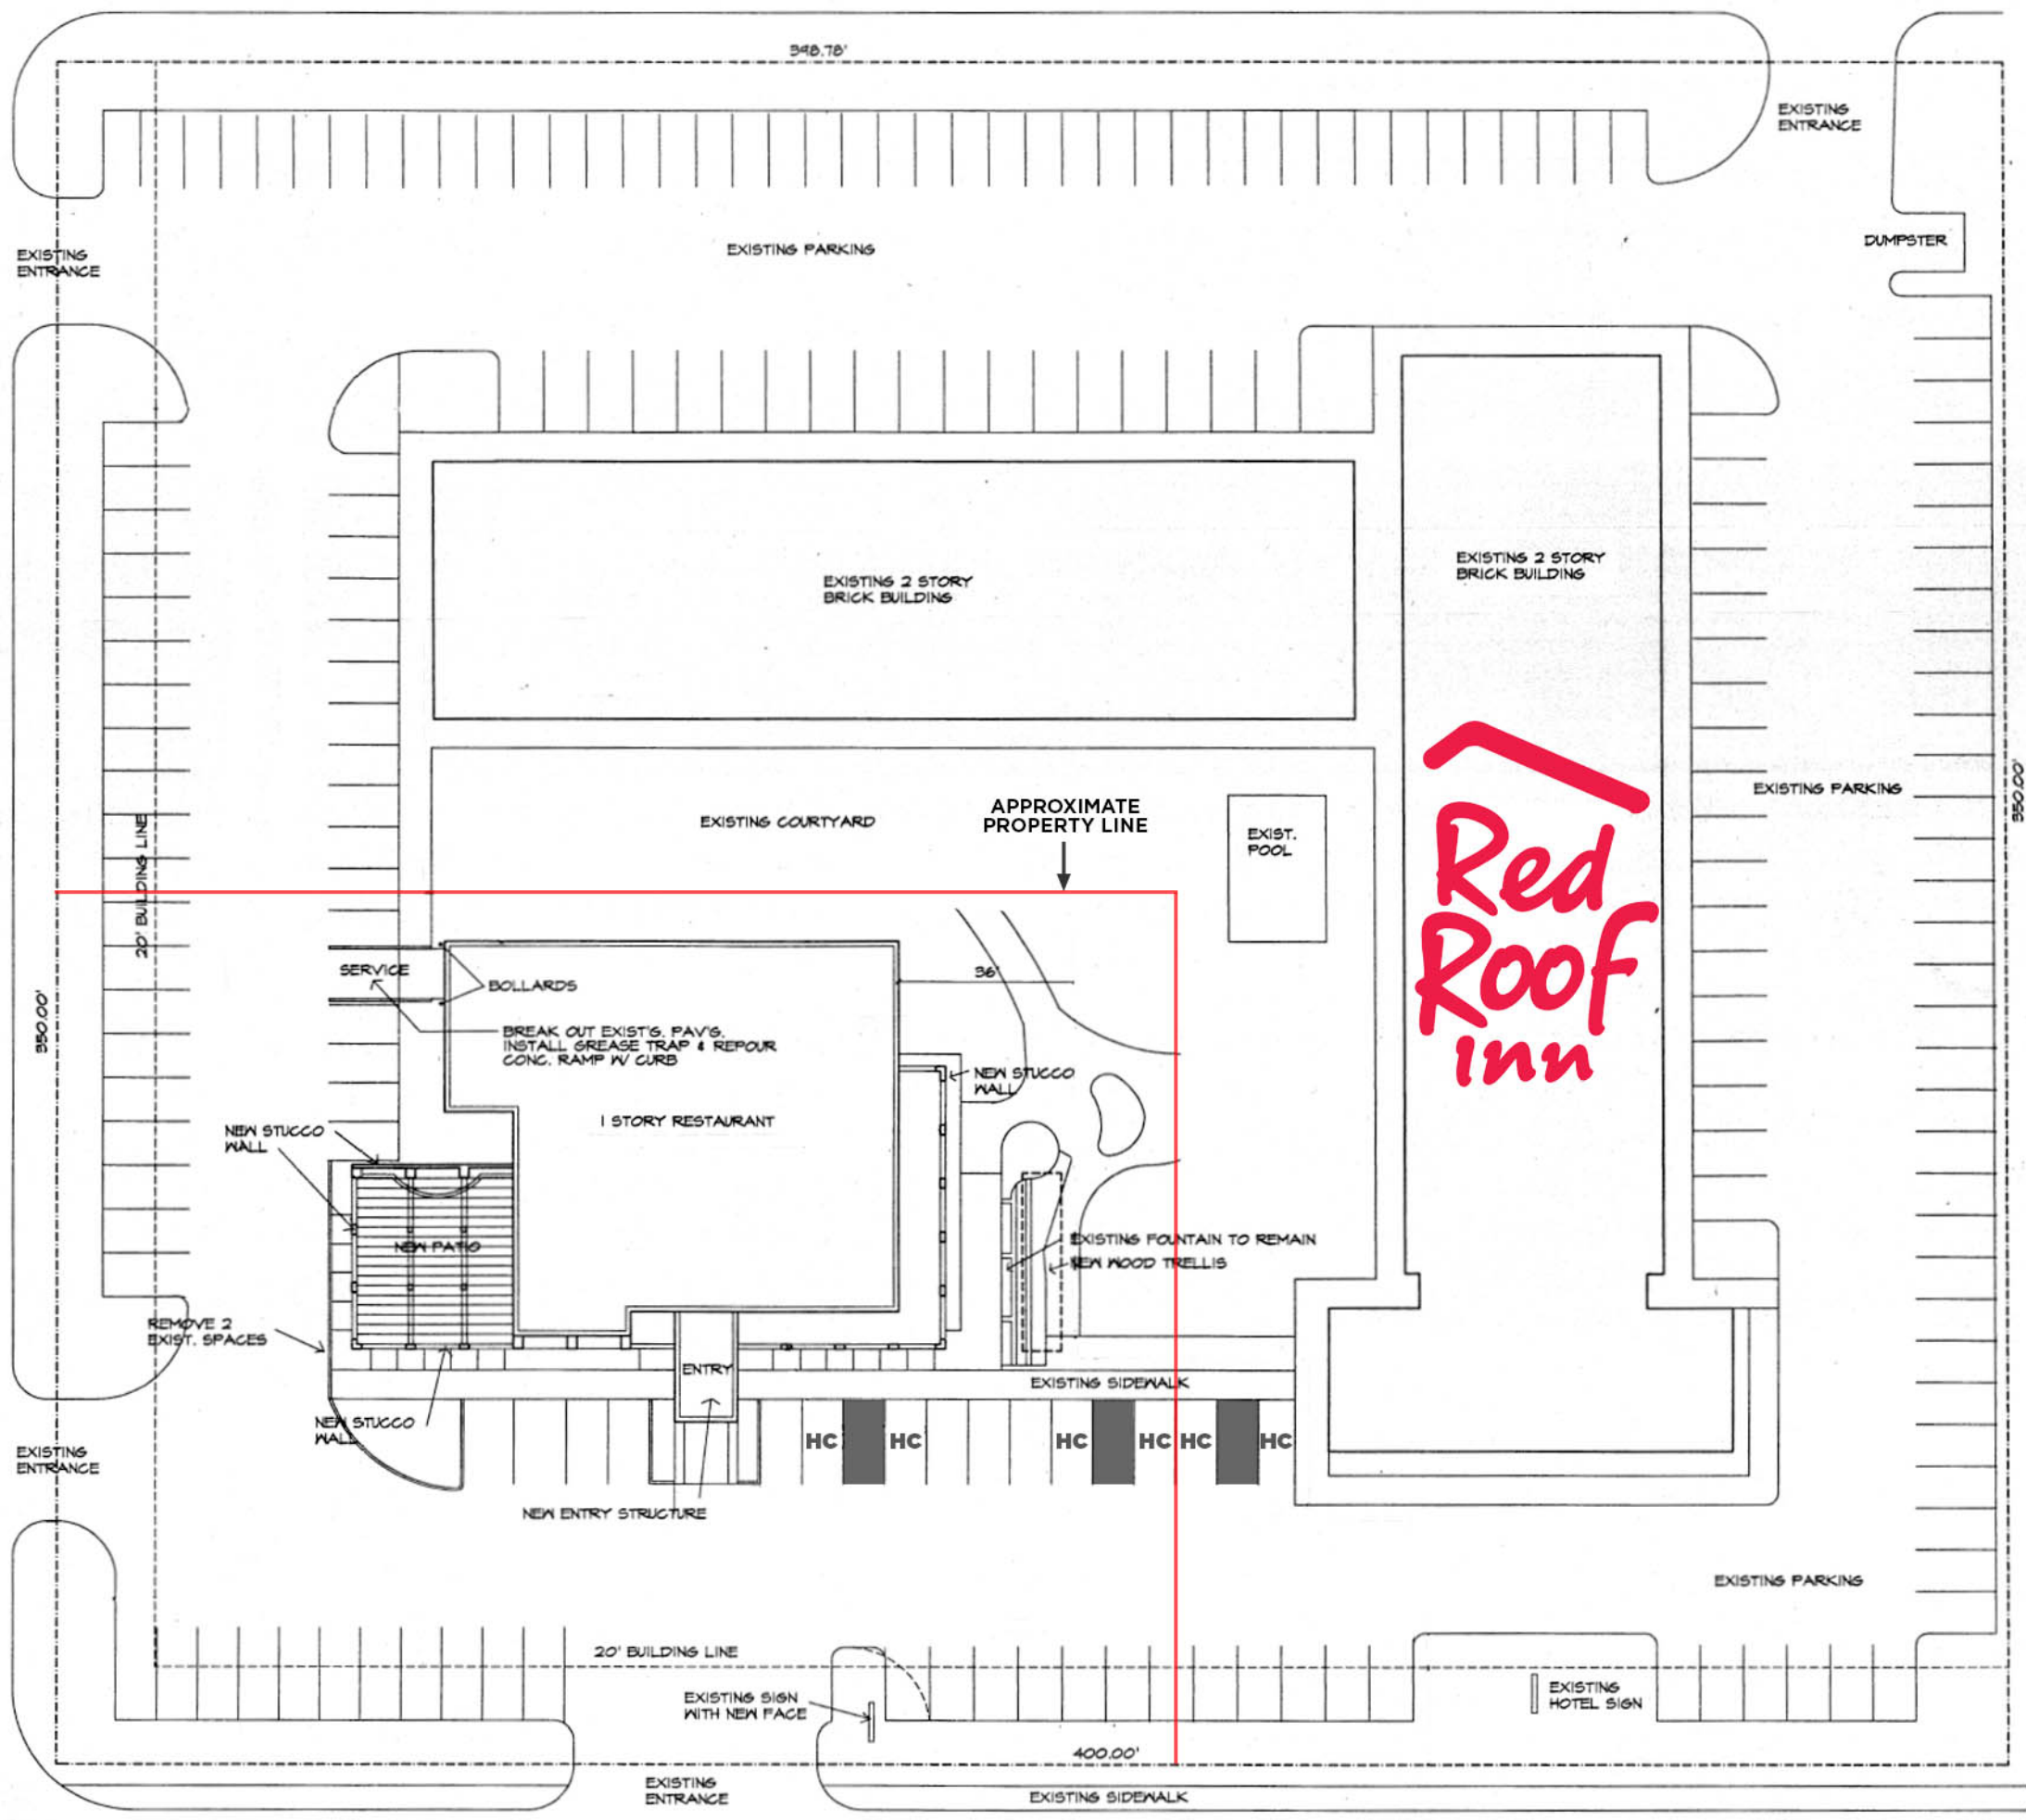 398.78'
EXISTING
ENTRANCE
EXISTING
ENTRANCE
EXISTING PARKING
DUMPSTER
EXISTING 2 STORY
BRICK BUILDING
EXISTING 2 STORY
BRICK BUILDING
EXISTING COURTYARD
APPROXIMATE
PROPERTY LINE
EXIST.
POOL
Red
Roof
Inn
EXISTING PARKING
350.00'
20' BUILDING LINE
350.00'
SERVICE
BOLLARDS
36'
BREAK OUT EXIST'G. PAV'G.
INSTALL GREASE TRAP & REPOUR
CONC. RAMP W/ CURB
NEW STUCCO
WALL
1 STORY RESTAURANT
NEW STUCCO
WALL
NEW PATIO
EXISTING FOUNTAIN TO REMAIN
NEW WOOD TRELLIS
REMOVE 2
EXIST. SPACES
ENTRY
EXISTING SIDEWALK
NEW STUCCO
WALL
HC HC HC HC HC HC
EXISTING
ENTRANCE
NEW ENTRY STRUCTURE
EXISTING PARKING
20' BUILDING LINE
EXISTING SIGN
WITH NEW FACE
EXISTING
HOTEL SIGN
400.00'
EXISTING
ENTRANCE
EXISTING SIDEWALK